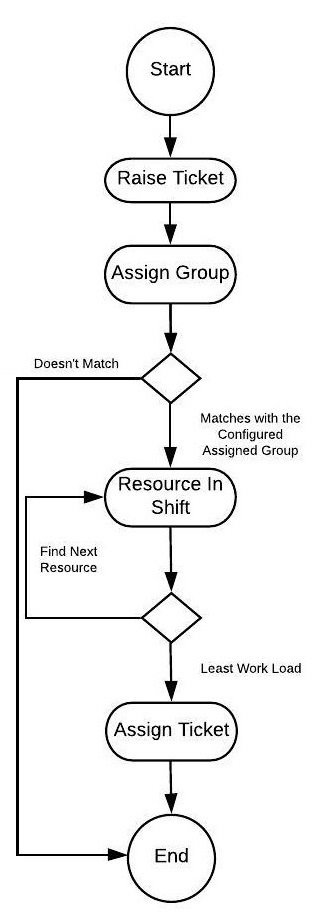 Start
Raise Ticket
Assign Group
Doesn't Match
Matches with the
Configured
Assigned Group
Resource In
Shift
Find Next
Resource
Least Work Load
Assign Ticket
End